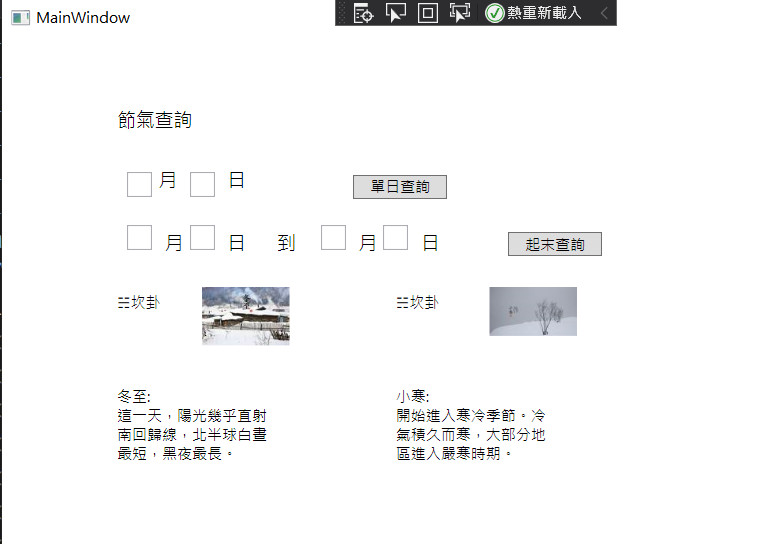 MainWindow
熱重新載入
節氣查詢
月 日
單日查詢
月 日 到 月 日
起末查詢
☵坎卦
☵坎卦
冬至:
這一天，陽光幾乎直射
南回歸線，北半球白晝
最短，黑夜最長。
小寒:
開始進入寒冷季節。冷
氣積久而寒，大部分地
區進入嚴寒時期。